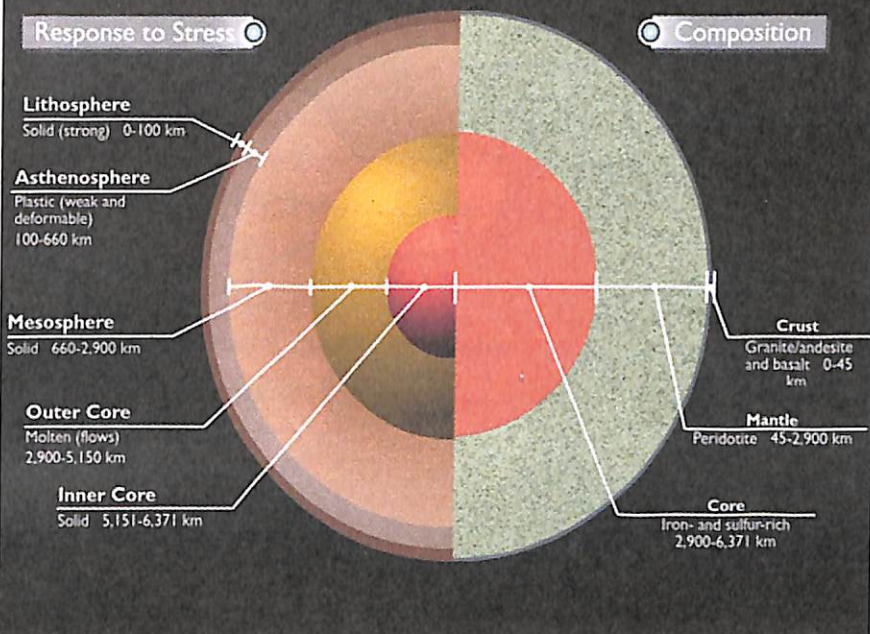 Response to Stress
Composition
Lithosphere
Solid (strong) 0-100 km
Asthenosphere
Plastic (weak and
deformable)
100-660 km
Mesosphere
Solid 660-2,900 km
Outer Core
Molten (flows)
2,900-5,150 km
Inner Core
Solid 5,151-6,371 km
Crust
Granite/andesite
and basalt 0-45
km
Mantle
Peridotite 45-2,900 km
Core
Iron- and sulfur-rich
2,900-6,371 km